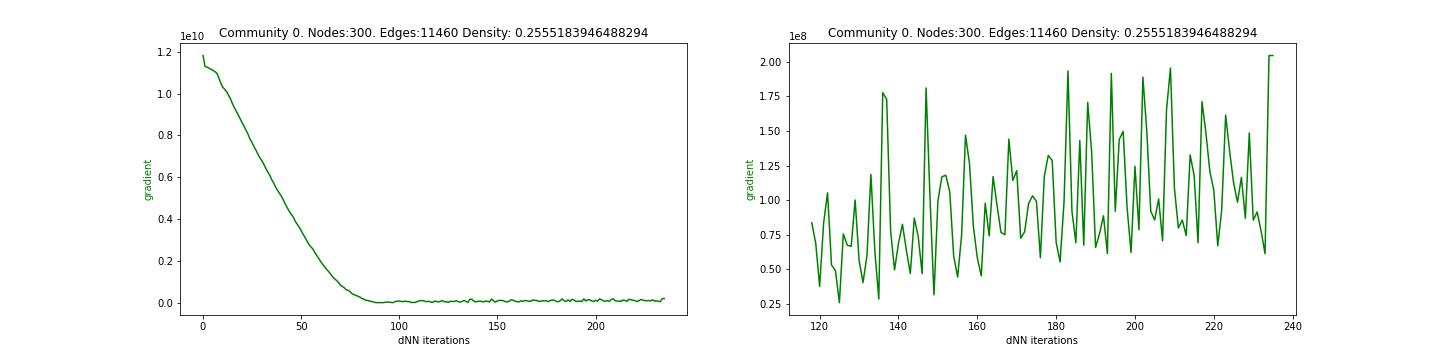 Community 0. Nodes:300. Edges:11460 Density: 0.2555183946488294
1e10
1.2
1.0
0.8
0.6
0.4
0.2
0.0
gradient
0 50 100 150 200
dNN iterations
Community 0. Nodes:300. Edges:11460 Density: 0.2555183946488294
1e8
2.00
1.75
1.50
1.25
1.00
0.75
0.50
0.25
gradient
120 140 160 180 200 220 240
dNN iterations